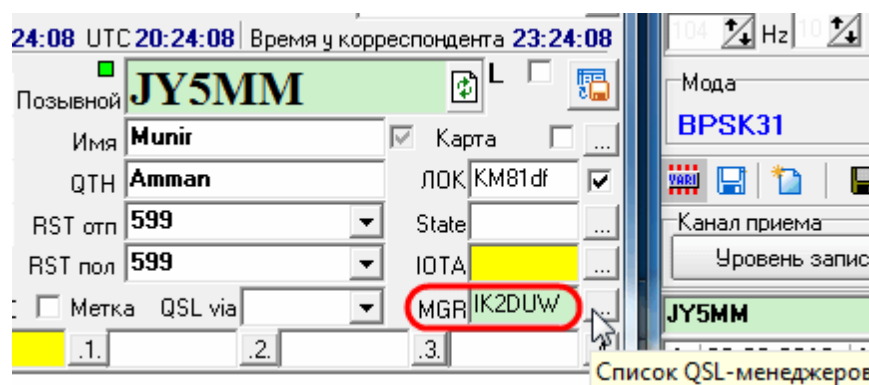 24:08 UTC 20:24:08 Время у корреспондента 23:24:08
Позывной JY5MM L
Имя Munir Карта ...
QTH Amman ЛОК KM81df
RST отп 599 State ...
RST пол 599 IOTA ...
Метка QSL via MGR IK2DUW ...
.1. .2. .3.
Список QSL-менеджеров
104 Hz 10
Мода
BPSK31
VARI
Канал приема
Уровень запис
JY5MM